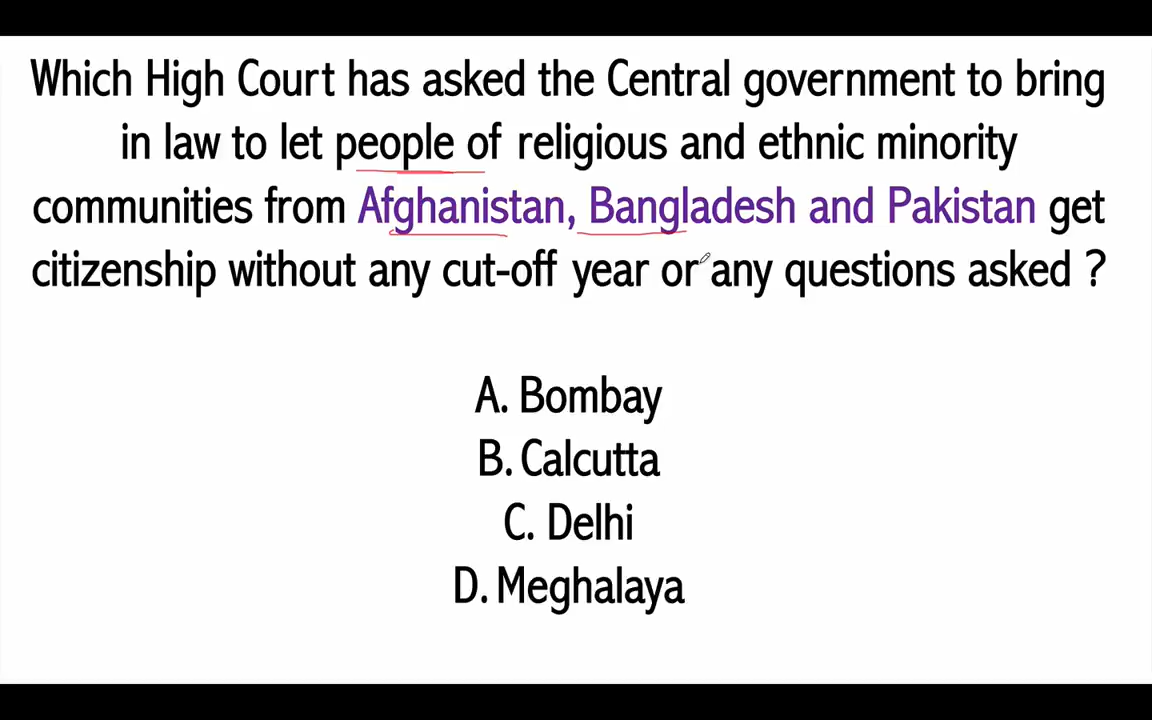 Which High Court has asked the Central government to bring
in law to let people of religious and ethnic minority
communities from Afghanistan, Bangladesh and Pakistan get
citizenship without any cut-off year or any questions asked ?
A. Bombay
B. Calcutta
C. Delhi
D. Meghalaya